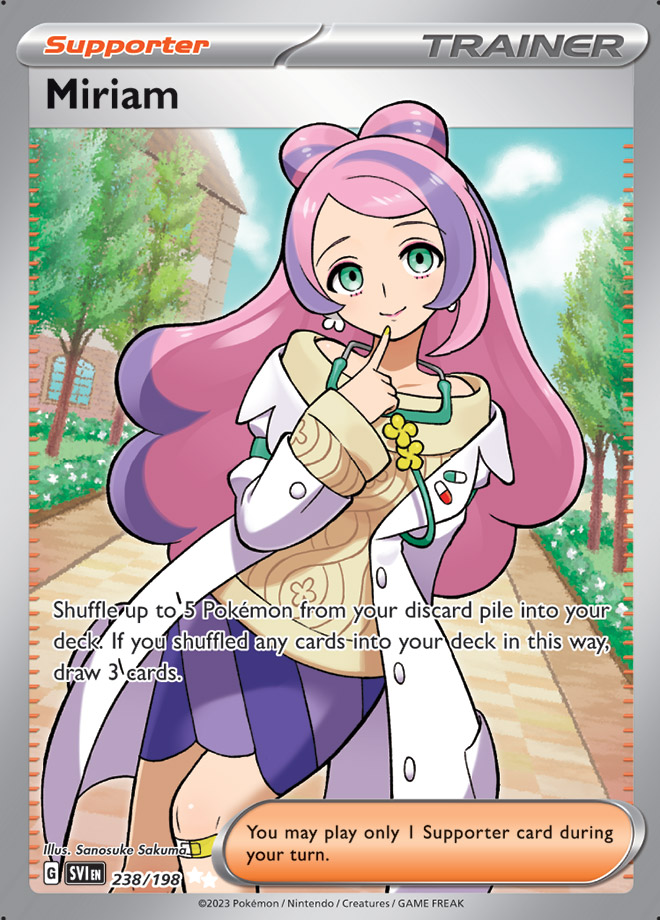 Supporter TRAINER
Miriam
Shuffle up to 5 Pokémon from your discard pile into your
deck. If you shuffled any cards into your deck in this way,
draw 3 cards.
You may play only 1 Supporter card during
your turn.
Illus. Sanosuke Sakuma
G SVI EN 238/198
©2023 Pokémon / Nintendo / Creatures / GAME FREAK